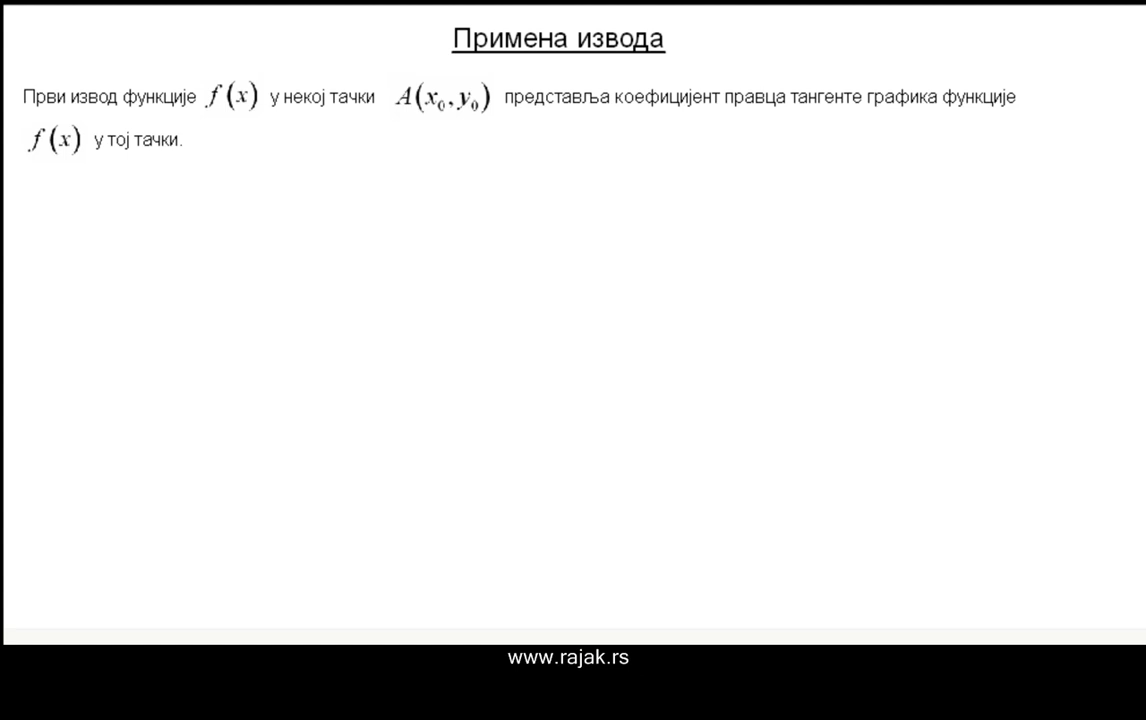 Примена извода
Први извод функције f(x) у некој тачки A(x₀, y₀) представља коефицијент правца тангенте графика функције
f(x) у тој тачки.
www.rajak.rs